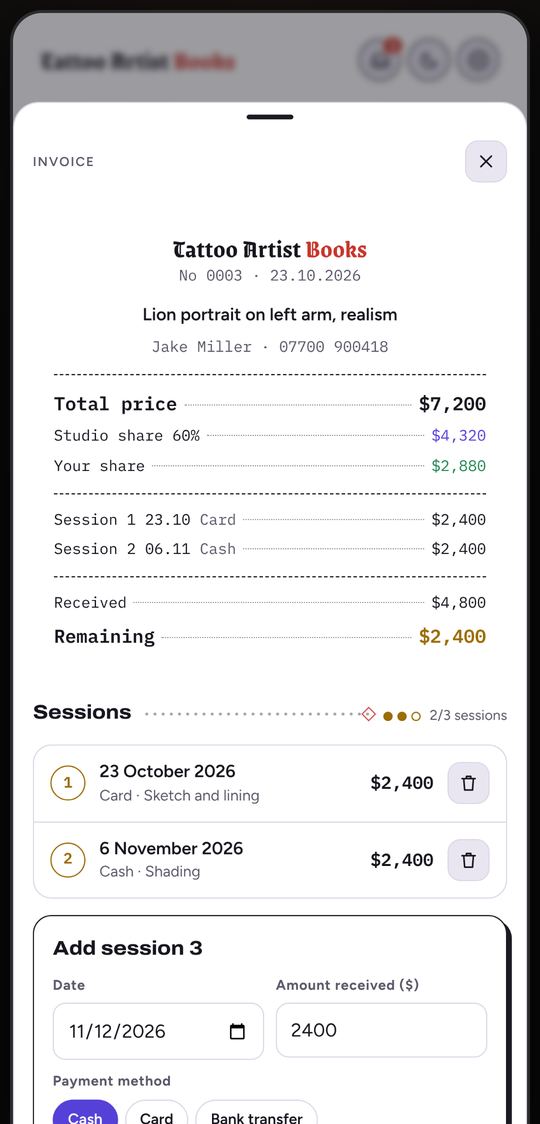 Tattoo Artist Books
INVOICE
Tattoo Artist Books
No 0003 · 23.10.2026
Lion portrait on left arm, realism
Jake Miller · 07700 900418
Total price $7,200
Studio share 60% $4,320
Your share $2,880
Session 1 23.10 Card $2,400
Session 2 06.11 Cash $2,400
Received $4,800
Remaining $2,400
Sessions 2/3 sessions
1 23 October 2026 $2,400
Card · Sketch and lining
2 6 November 2026 $2,400
Cash · Shading
Add session 3
Date Amount received ($)
11/12/2026 2400
Payment method
Cash Card Bank transfer